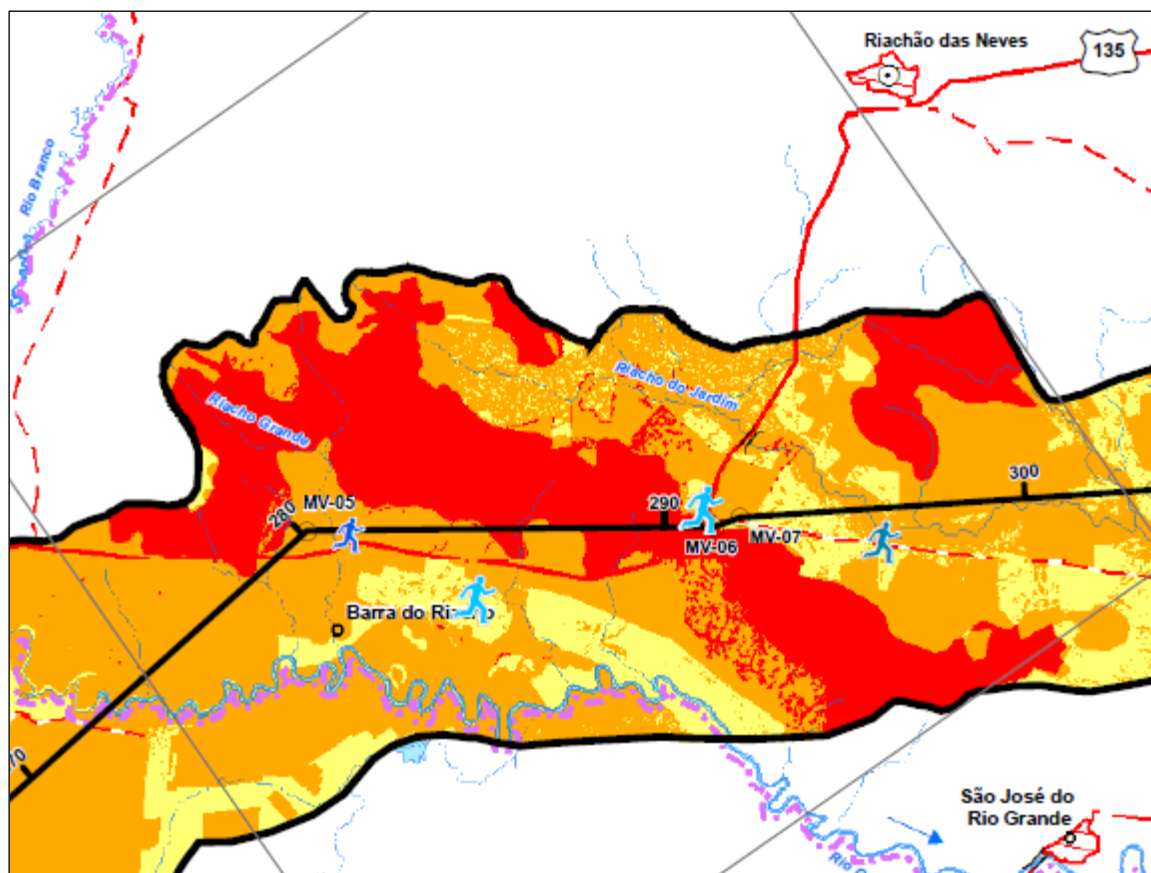 Riachão das Neves
135
Rio Branco
Riacho do Jardim
Riacho Grande
300
MV-05
280
290
MV-06
MV-07
Barra do
São José do
Rio Grande
Rio